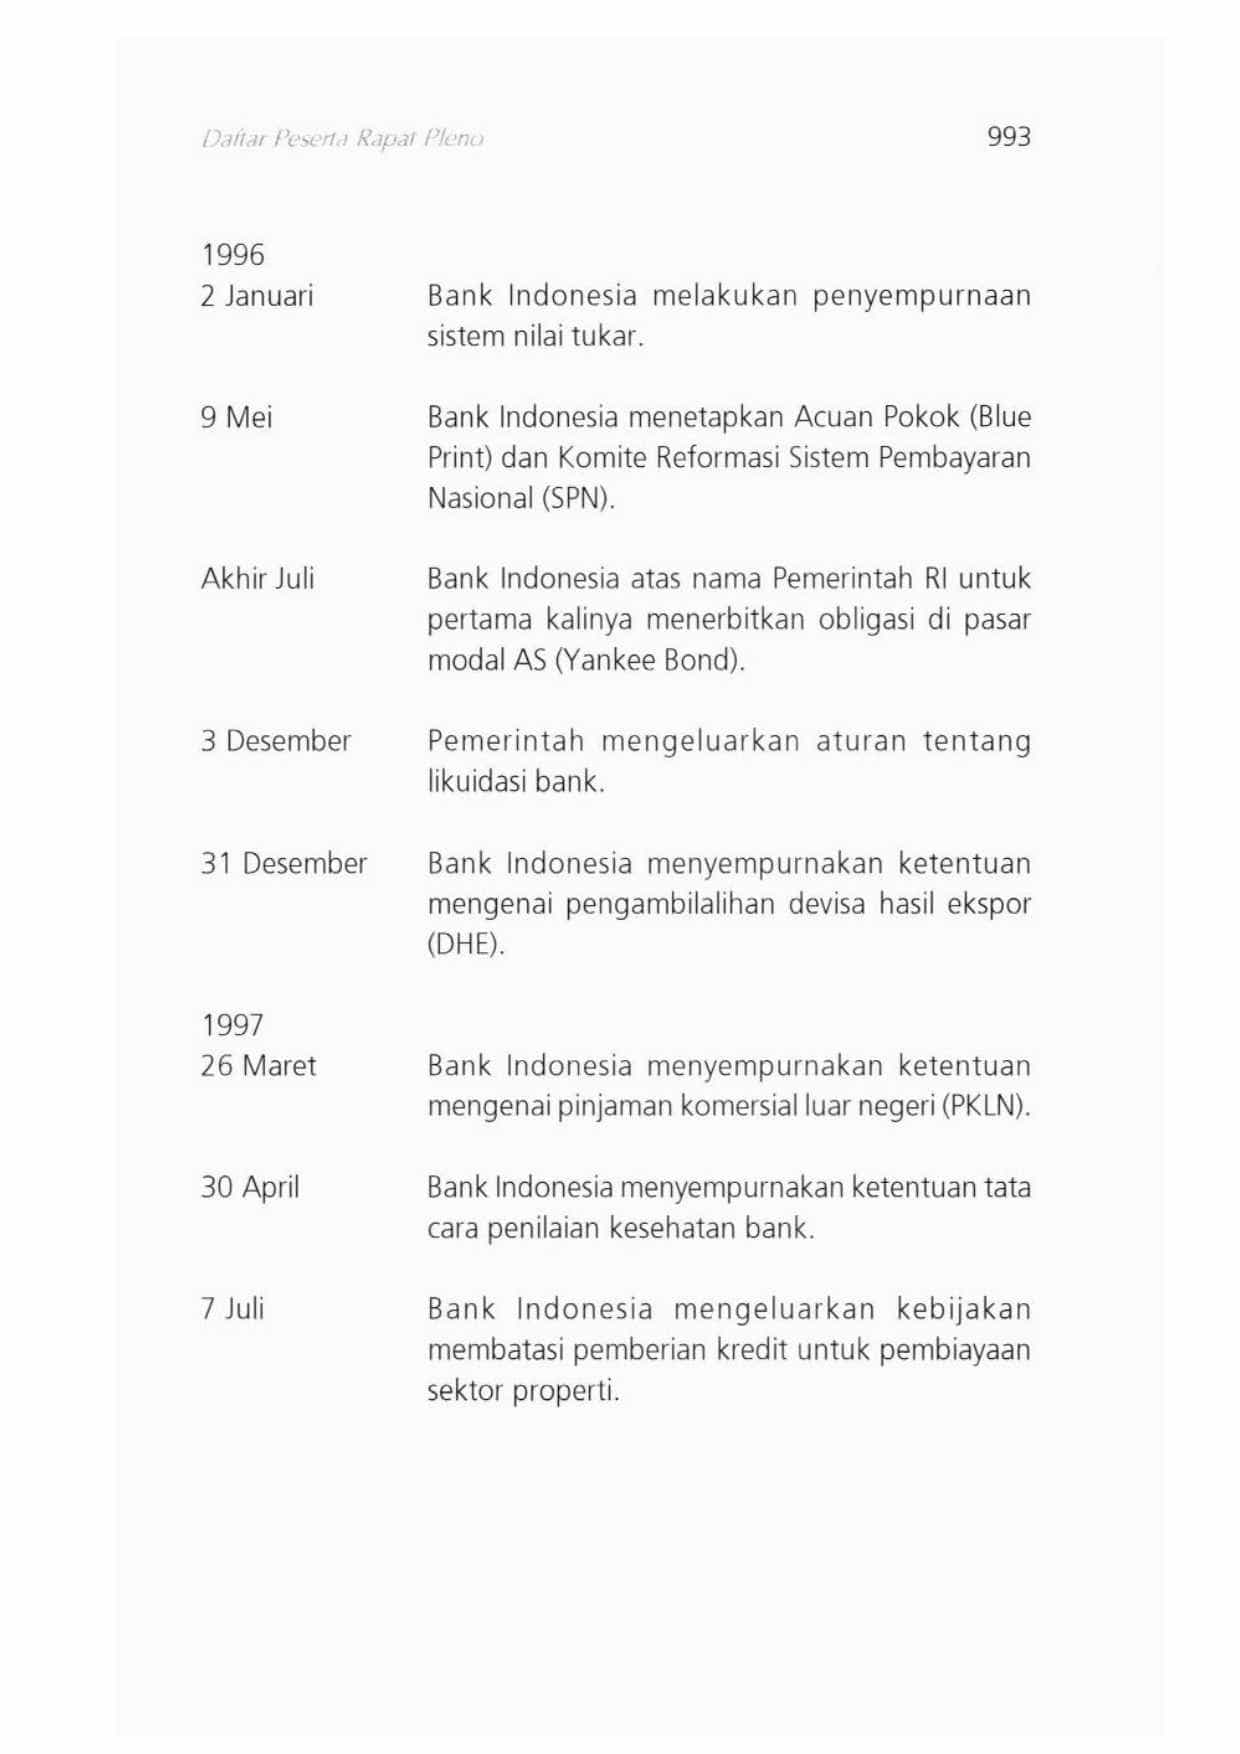 Daftar Peserta Rapat Pleno 993
1996
2 Januari Bank Indonesia melakukan penyempurnaan
sistem nilai tukar.
9 Mei Bank Indonesia menetapkan Acuan Pokok (Blue
Print) dan Komite Reformasi Sistem Pembayaran
Nasional (SPN).
Akhir Juli Bank Indonesia atas nama Pemerintah RI untuk
pertama kalinya menerbitkan obligasi di pasar
modal AS (Yankee Bond).
3 Desember Pemerintah mengeluarkan aturan tentang
likuidasi bank.
31 Desember Bank Indonesia menyempurnakan ketentuan
mengenai pengambilalihan devisa hasil ekspor
(DHE).
1997
26 Maret Bank Indonesia menyempurnakan ketentuan
mengenai pinjaman komersial luar negeri (PKLN).
30 April Bank Indonesia menyempurnakan ketentuan tata
cara penilaian kesehatan bank.
7 Juli Bank Indonesia mengeluarkan kebijakan
membatasi pemberian kredit untuk pembiayaan
sektor properti.